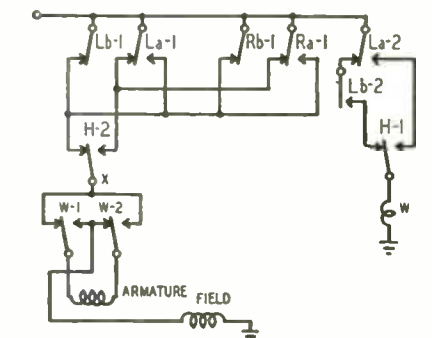 Lb-1 La-1 Rb-1 Ra-1 La-2
Lb-2
H-2 H-1
X
W-1 W-2 W
ARMATURE FIELD